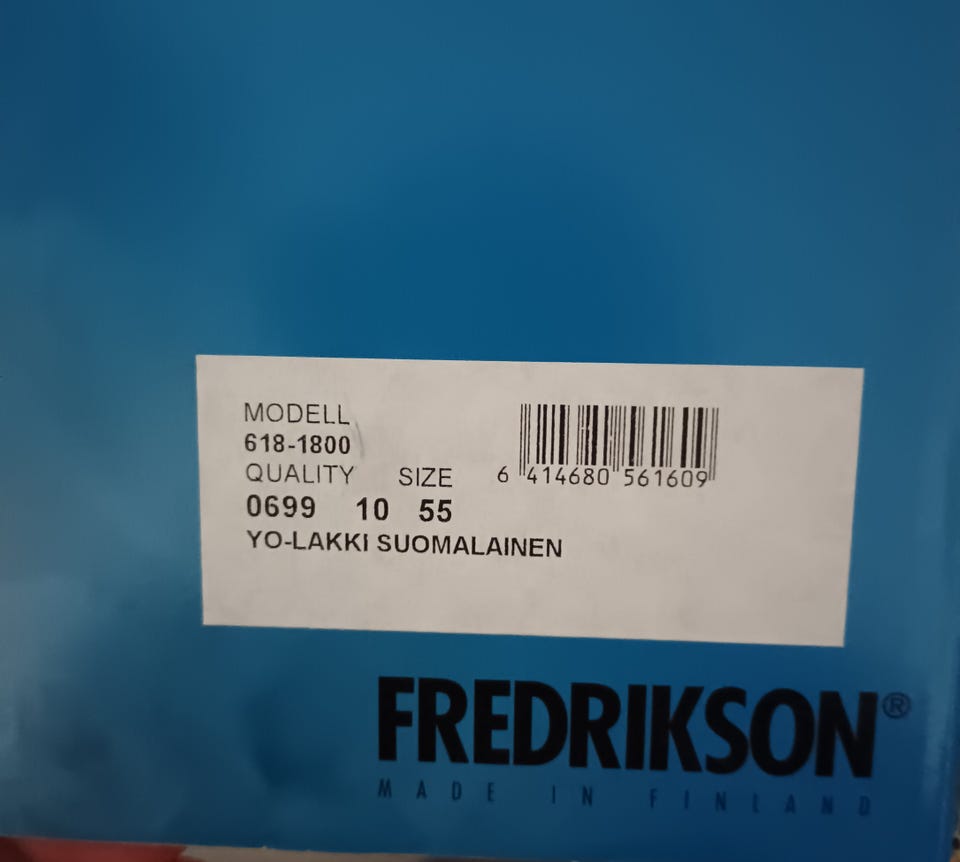 MODELL
618-1800
QUALITY SIZE
0699 10 55
YO-LAKKI SUOMALAINEN
6 414680 561609
FREDRIKSON®
MADE IN FINLAND